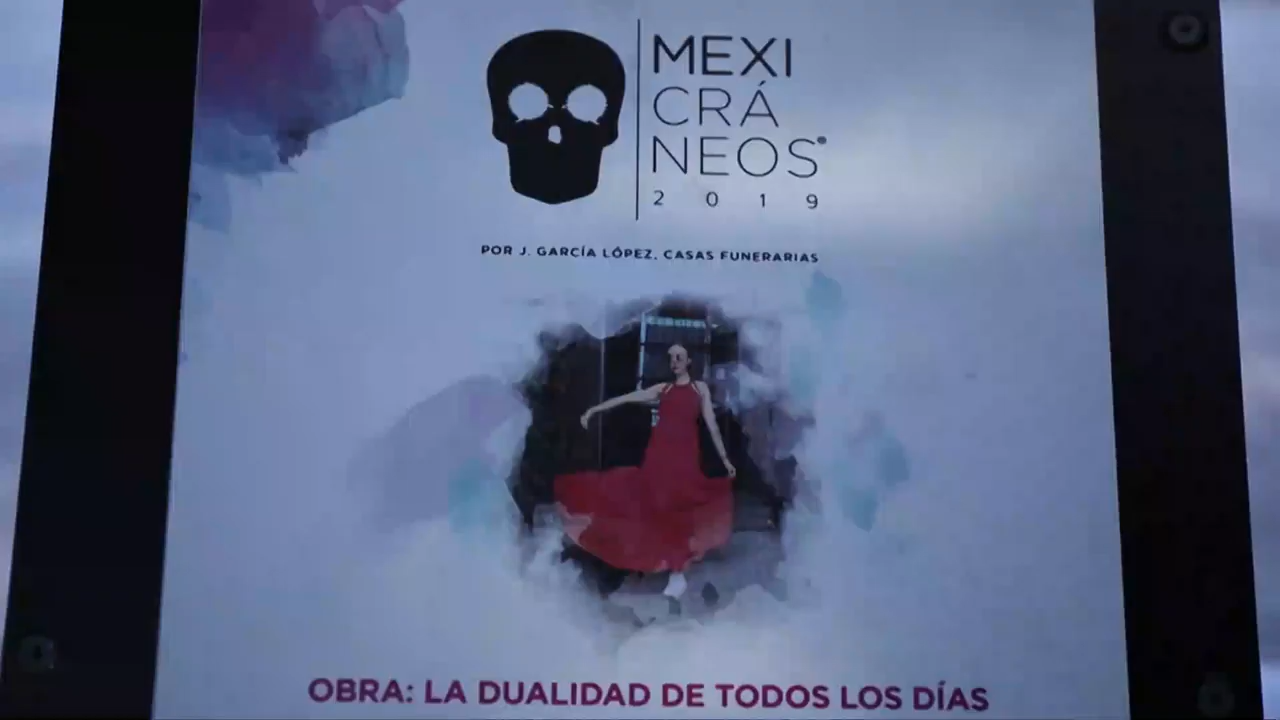 MEXI
CRÁ
NEOS®
2019
POR J. GARCÍA LÓPEZ, CASAS FUNERARIAS
OBRA: LA DUALIDAD DE TODOS LOS DÍAS